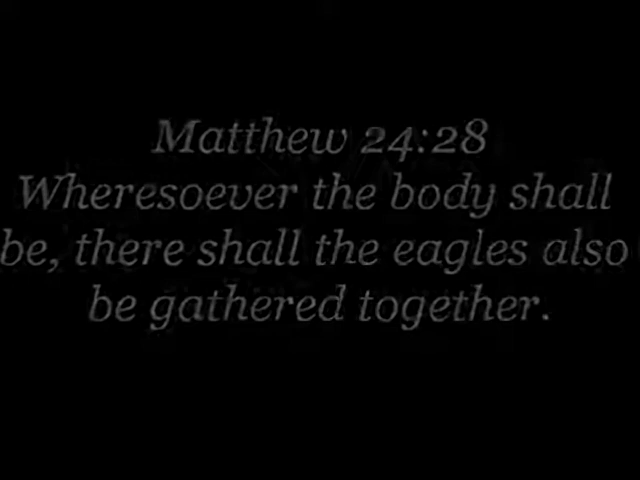 Matthew 24:28
Wheresoever the body shall
be, there shall the eagles also
be gathered together.